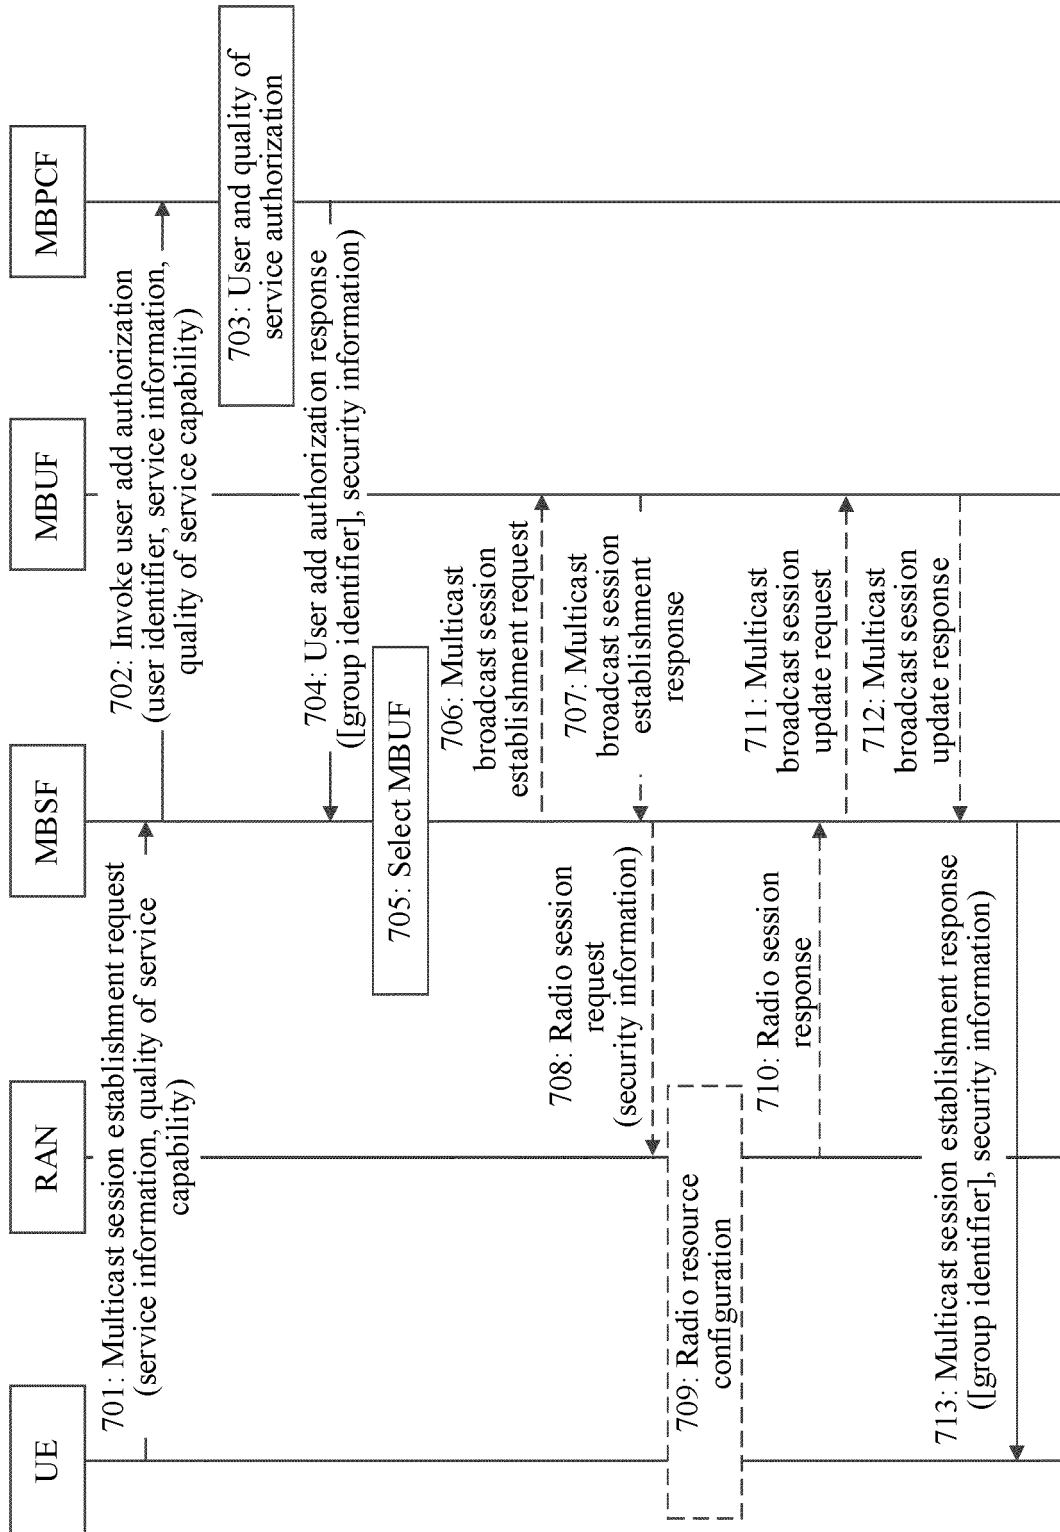 UE
RAN
MBSF
MBUF
MBPCF
701: Multicast session establishment request
(service information, quality of service
capability)
702: Invoke user add authorization
(user identifier, service information,
quality of service capability)
703: User and quality of
service authorization
704: User add authorization response
([group identifier], security information)
705: Select MBUF
706: Multicast
broadcast session
establishment request
707: Multicast
broadcast session
establishment
response
708: Radio session
request
(security information)
709: Radio resource
configuration
710: Radio session
response
711: Multicast
broadcast session
update request
712: Multicast
broadcast session
update response
713: Multicast session establishment response
([group identifier], security information)